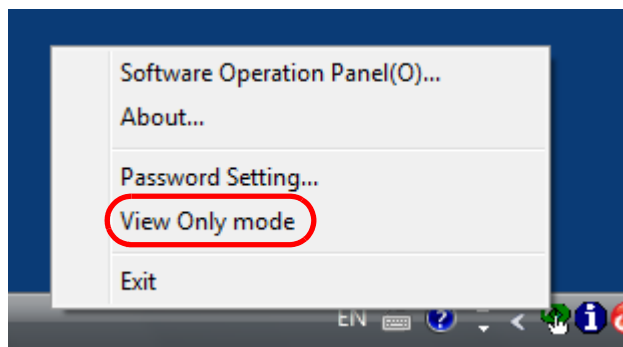 Software Operation Panel(O)...
About...
Password Setting...
View Only mode
Exit
EN